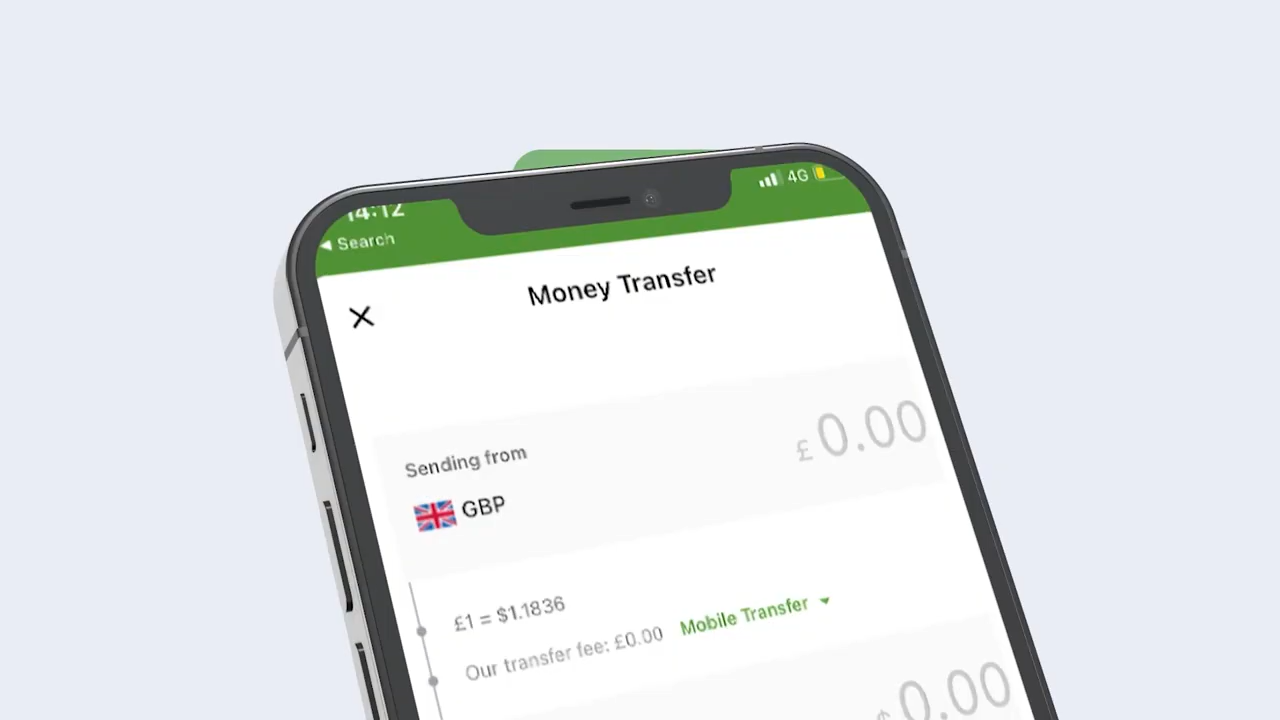 14:12
4G
◀ Search
Money Transfer
£0.00
Sending from
GBP
£1 = $1.1836
Our transfer fee: £0.00 Mobile Transfer
$0.00